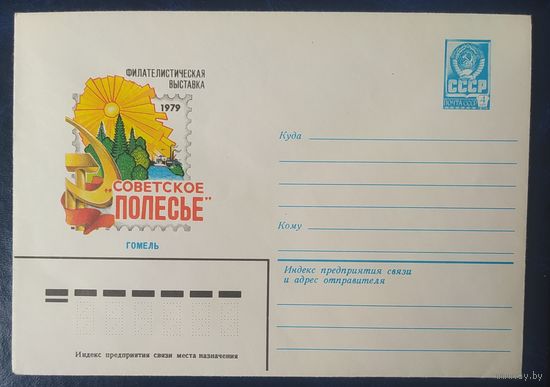 ФИЛАТЕЛИСТИЧЕСКАЯ
ВЫСТАВКА
1979
„СОВЕТСКОЕ
ПОЛЕСЬЕ"
ГОМЕЛЬ
СССР
ПОЧТА СССР
Куда
Кому
Индекс предприятия связи
и адрес отправителя
Индекс предприятия связи места назначения